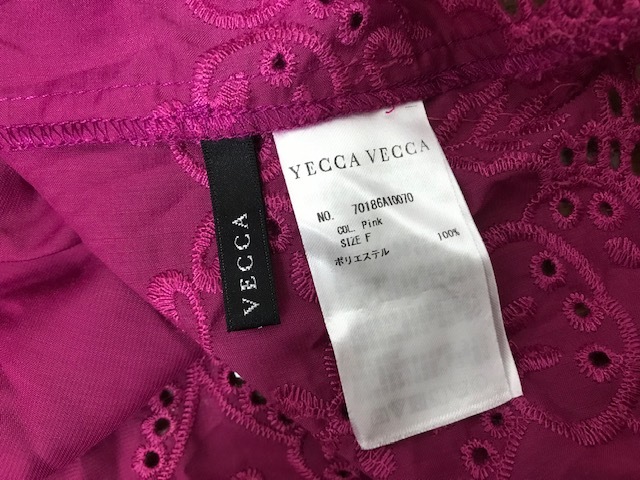 VECCA
YECCA VECCA
NO. 70186A10070
COL. Pink
SIZE F
ポリエステル 100%